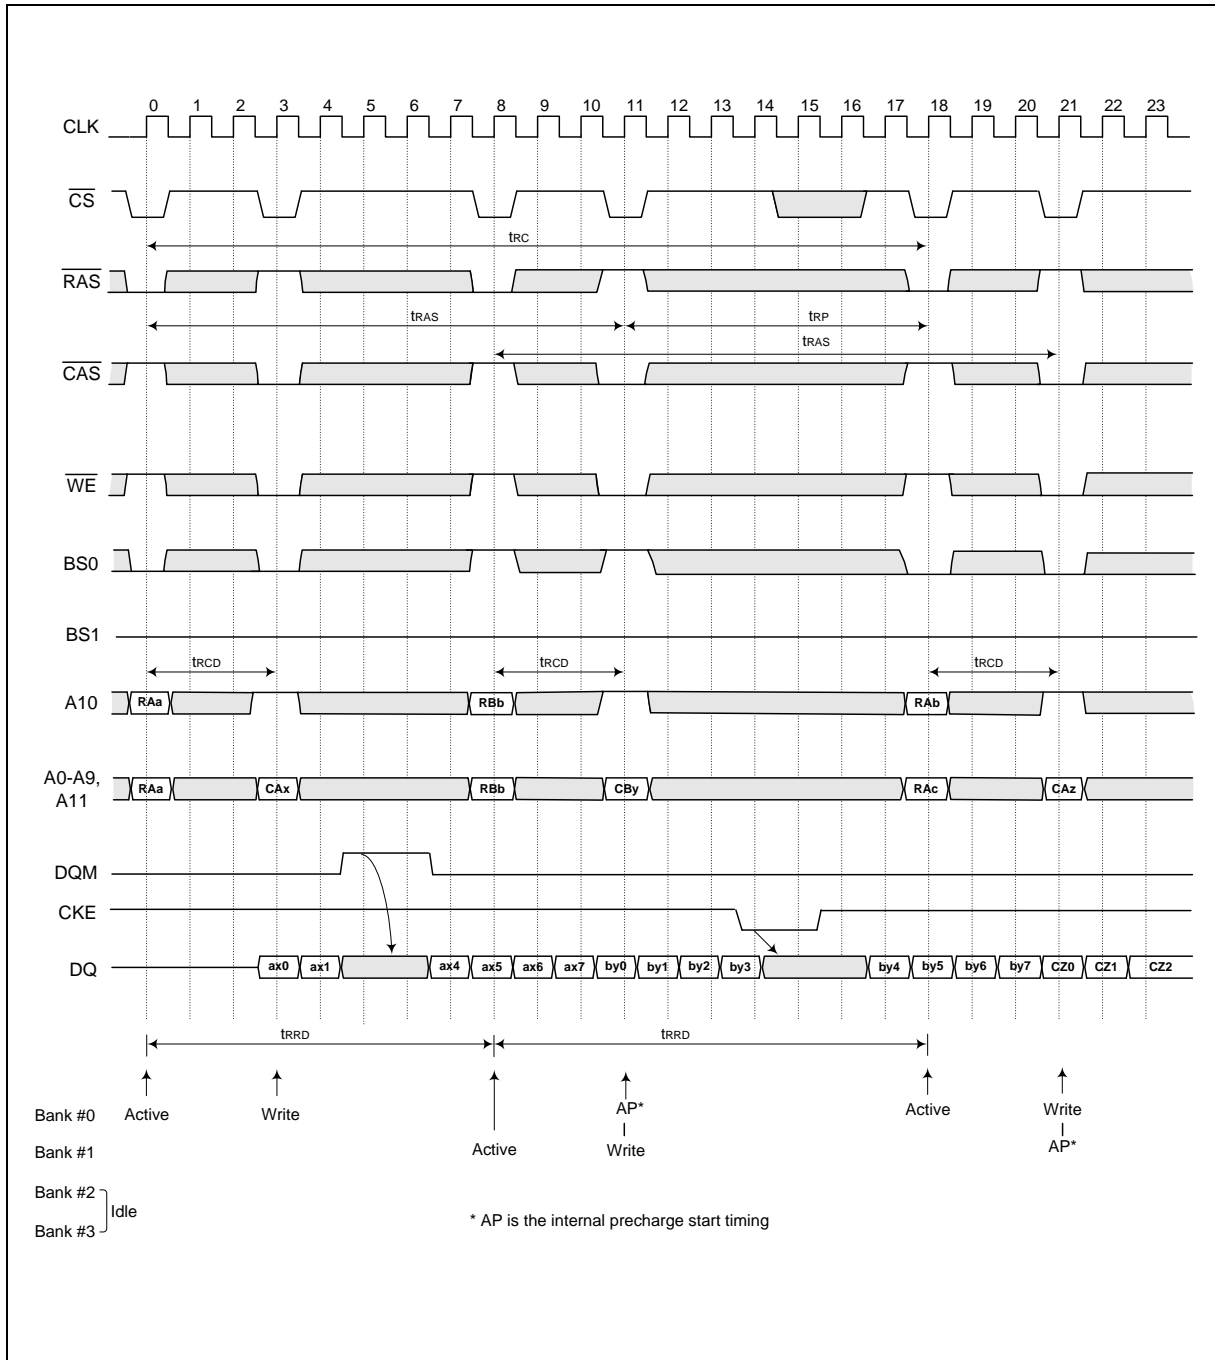 0 1 2 3 4 5 6 7 8 9 10 11 12 13 14 15 16 17 18 19 20 21 22 23
CLK
CS
tRC
RAS
tRAS tRP
tRAS
CAS
WE
BS0
BS1
tRCD tRCD tRCD
A10 RAa RBb RAb
A0-A9,
A11
RAa CAx RBb CBy RAc CAz
DQM
CKE
DQ ax0 ax1 ax4 ax5 ax6 ax7 by0 by1 by2 by3 by4 by5 by6 by7 CZ0 CZ1 CZ2
tRRD tRRD
Bank #0 Active Write AP* Active Write
Bank #1 Active Write AP*
Bank #2
Idle
Bank #3
* AP is the internal precharge start timing